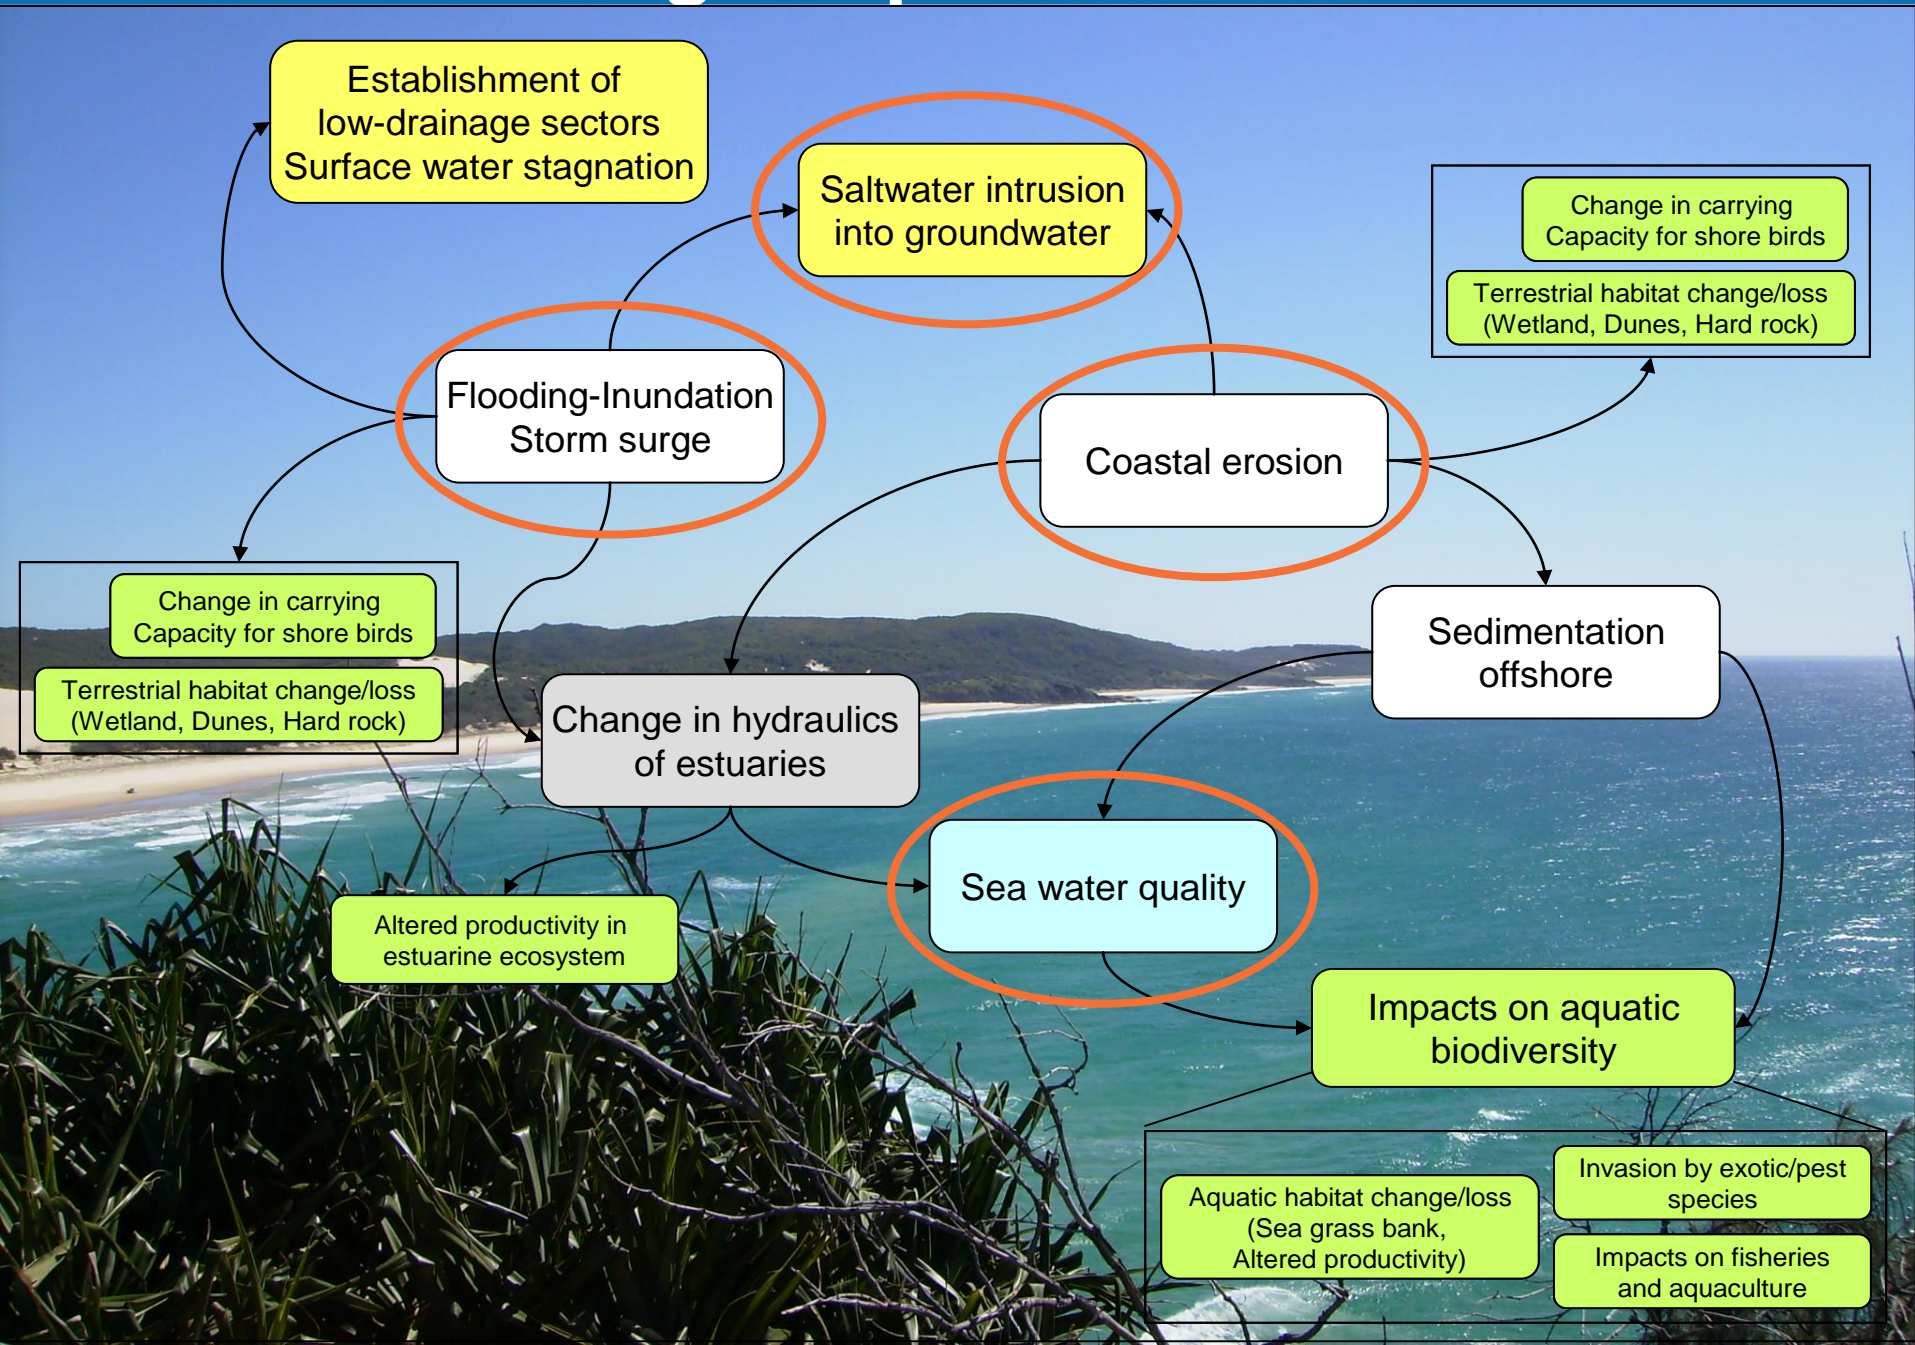 Establishment of
low-drainage sectors
Surface water stagnation
Saltwater intrusion
into groundwater
Change in carrying
Capacity for shore birds
Terrestrial habitat change/loss
(Wetland, Dunes, Hard rock)
Flooding-Inundation
Storm surge
Coastal erosion
Change in carrying
Capacity for shore birds
Terrestrial habitat change/loss
(Wetland, Dunes, Hard rock)
Sedimentation
offshore
Change in hydraulics
of estuaries
Sea water quality
Altered productivity in
estuarine ecosystem
Impacts on aquatic
biodiversity
Aquatic habitat change/loss
(Sea grass bank,
Altered productivity)
Invasion by exotic/pest
species
Impacts on fisheries
and aquaculture